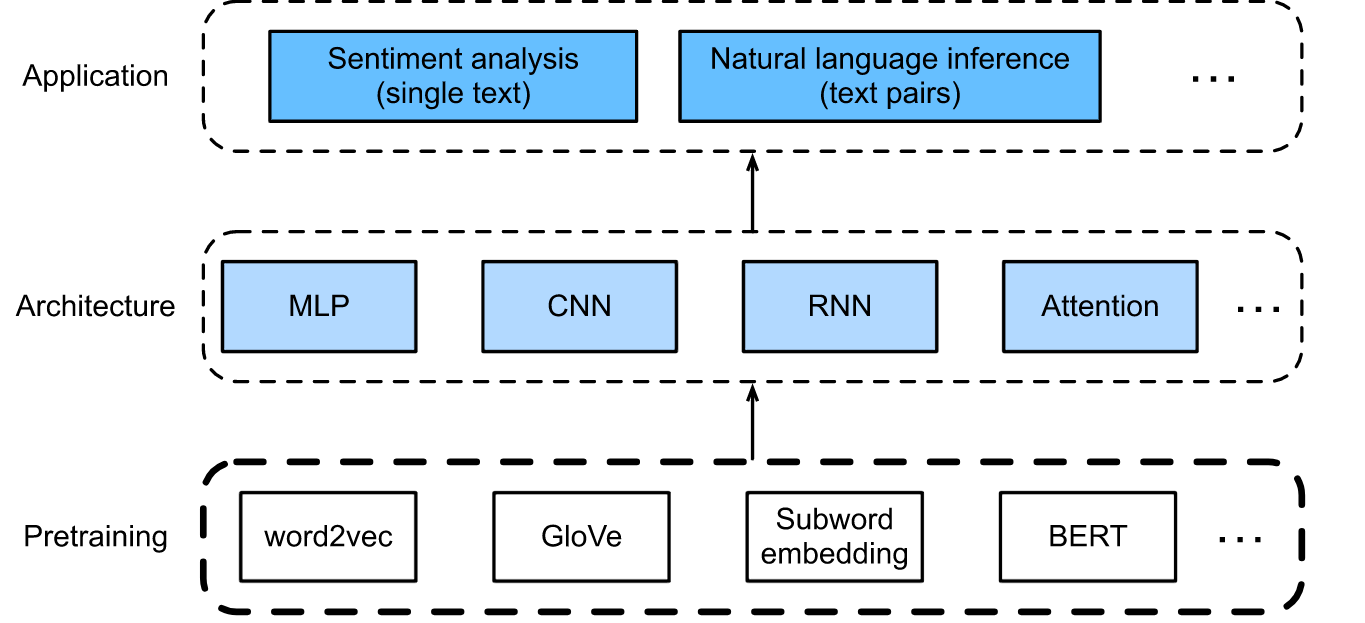 Application
Sentiment analysis
(single text)
Natural language inference
(text pairs)
...
Architecture
MLP
CNN
RNN
Attention
...
Pretraining
word2vec
GloVe
Subword
embedding
BERT
...